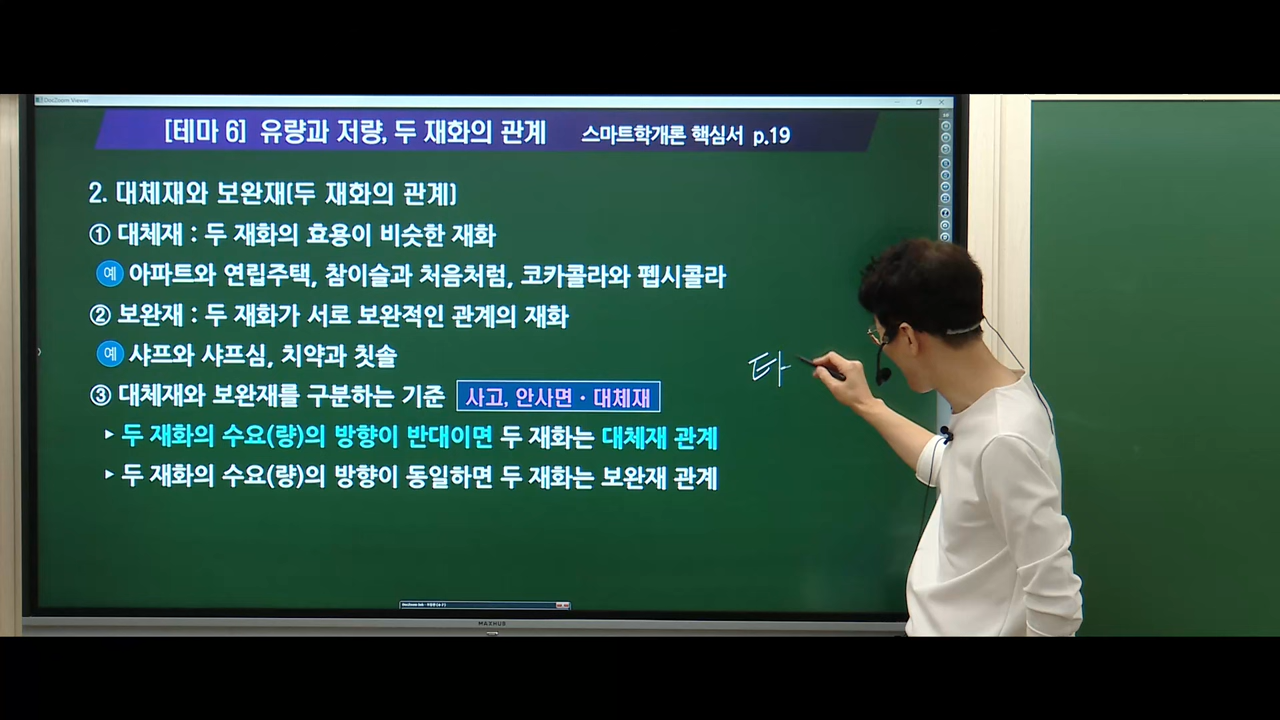 DocZoom Viewer
[테마 6] 유량과 저량, 두 재화의 관계 스마트학개론 핵심서 p.19
2. 대체재와 보완재(두 재화의 관계)
① 대체재 : 두 재화의 효용이 비슷한 재화
예 아파트와 연립주택, 참이슬과 처음처럼, 코카콜라와 펩시콜라
② 보완재 : 두 재화가 서로 보완적인 관계의 재화
예 샤프와 샤프심, 치약과 칫솔
③ 대체재와 보완재를 구분하는 기준 사고, 안사면 · 대체재
▸ 두 재화의 수요(량)의 방향이 반대이면 두 재화는 대체재 관계
▸ 두 재화의 수요(량)의 방향이 동일하면 두 재화는 보완재 관계
타
MAXHUB